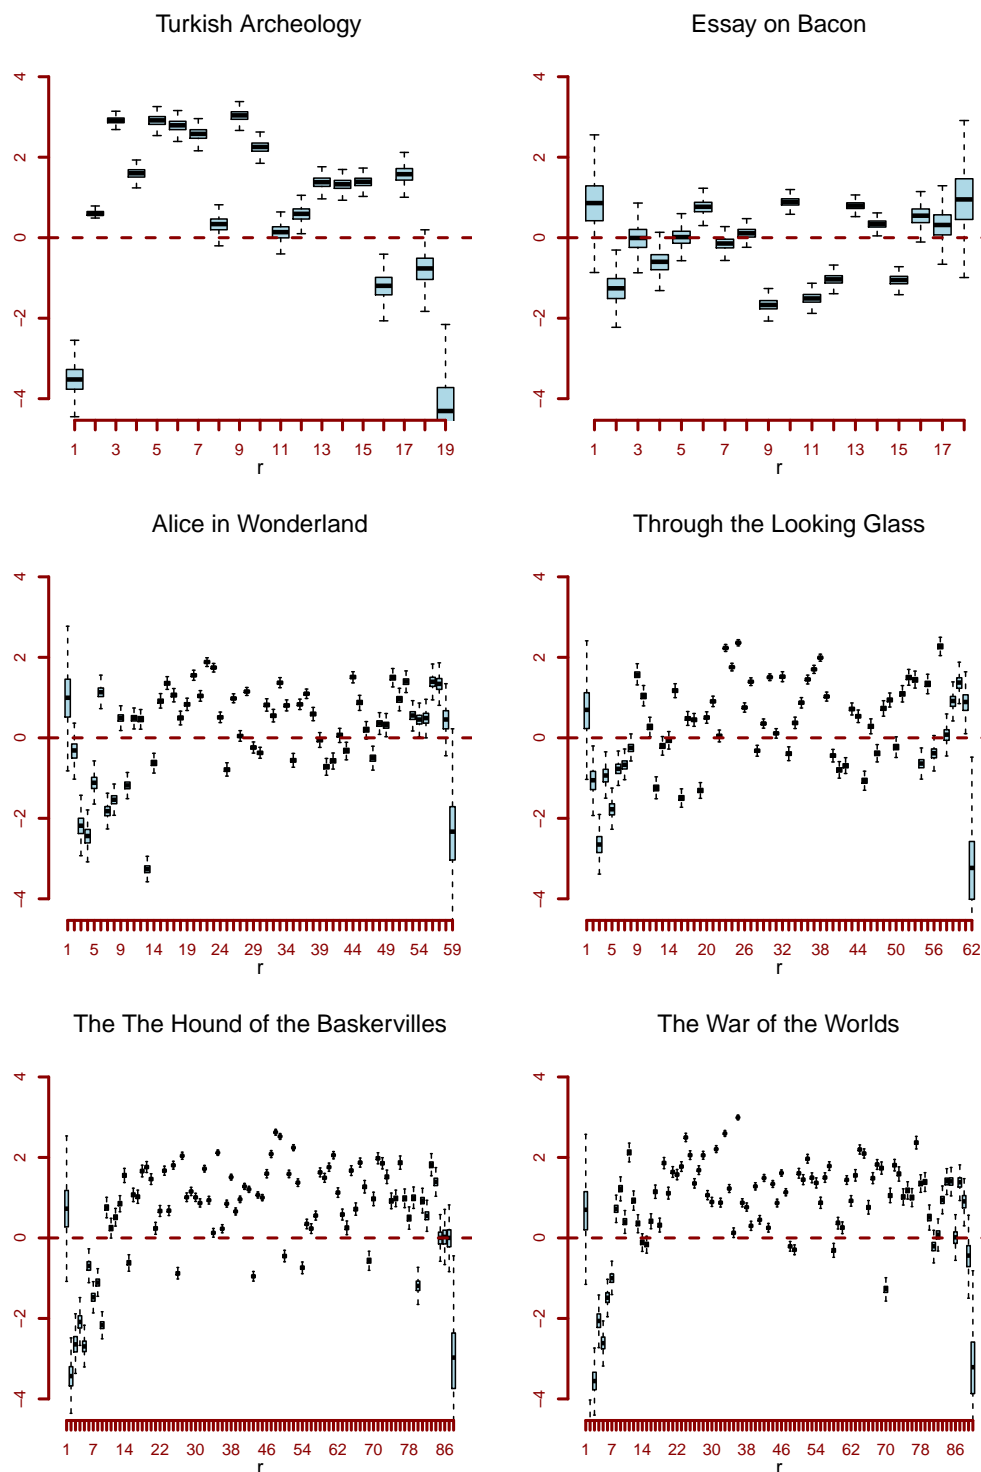 Turkish Archeology
4
2
0
−2
−4
1 3 5 7 9 11 13 15 17 19
r
Essay on Bacon
4
2
0
−2
−4
1 3 5 7 9 11 13 15 17
r
Alice in Wonderland
4
2
0
−2
−4
1 5 9 14 19 24 29 34 39 44 49 54 59
r
Through the Looking Glass
4
2
0
−2
−4
1 5 9 14 20 26 32 38 44 50 56 62
r
The The Hound of the Baskervilles
4
2
0
−2
−4
1 7 14 22 30 38 46 54 62 70 78 86
r
The War of the Worlds
4
2
0
−2
−4
1 7 14 22 30 38 46 54 62 70 78 86
r